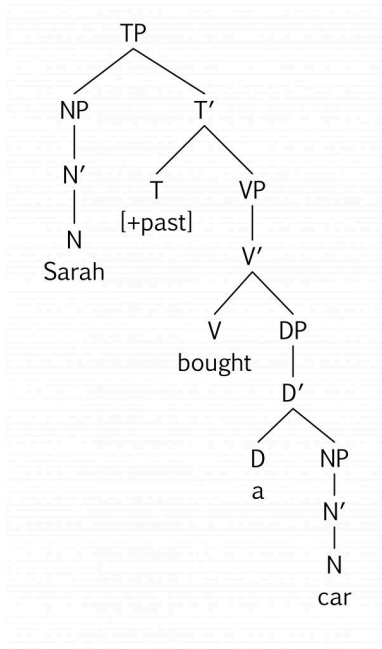 TP
NP T′
N′ T VP
[+past]
N V′
Sarah
V DP
bought
D′
D NP
a
N′
N
car